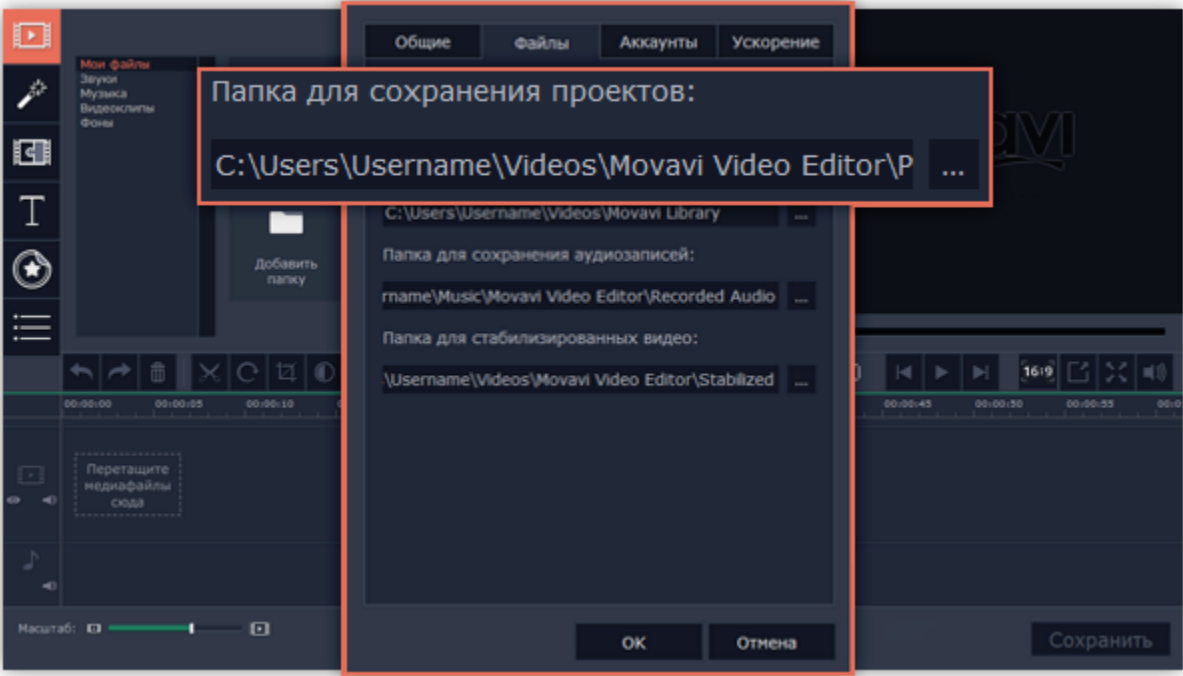 Общие
Файлы
Аккаунты
Ускорение
Мои файлы
Звуки
Музыка
Видеоклипы
Фоны
Папка для сохранения проектов:
C:\Users\Username\Videos\Movavi Video Editor\P
...
C:\Users\Username\Videos\Movavi Library
...
Добавить
папку
Папка для сохранения аудиозаписей:
rname\Music\Movavi Video Editor\Recorded Audio
...
Папка для стабилизированных видео:
:\Username\Videos\Movavi Video Editor\Stabilized
...
16:9
00:00:00
00:00:05
00:00:10
00:00:45
00:00:50
00:00:55
00:0
Перетащите
медиафайлы
сюда
Масштаб:
OK
Отмена
Сохранить